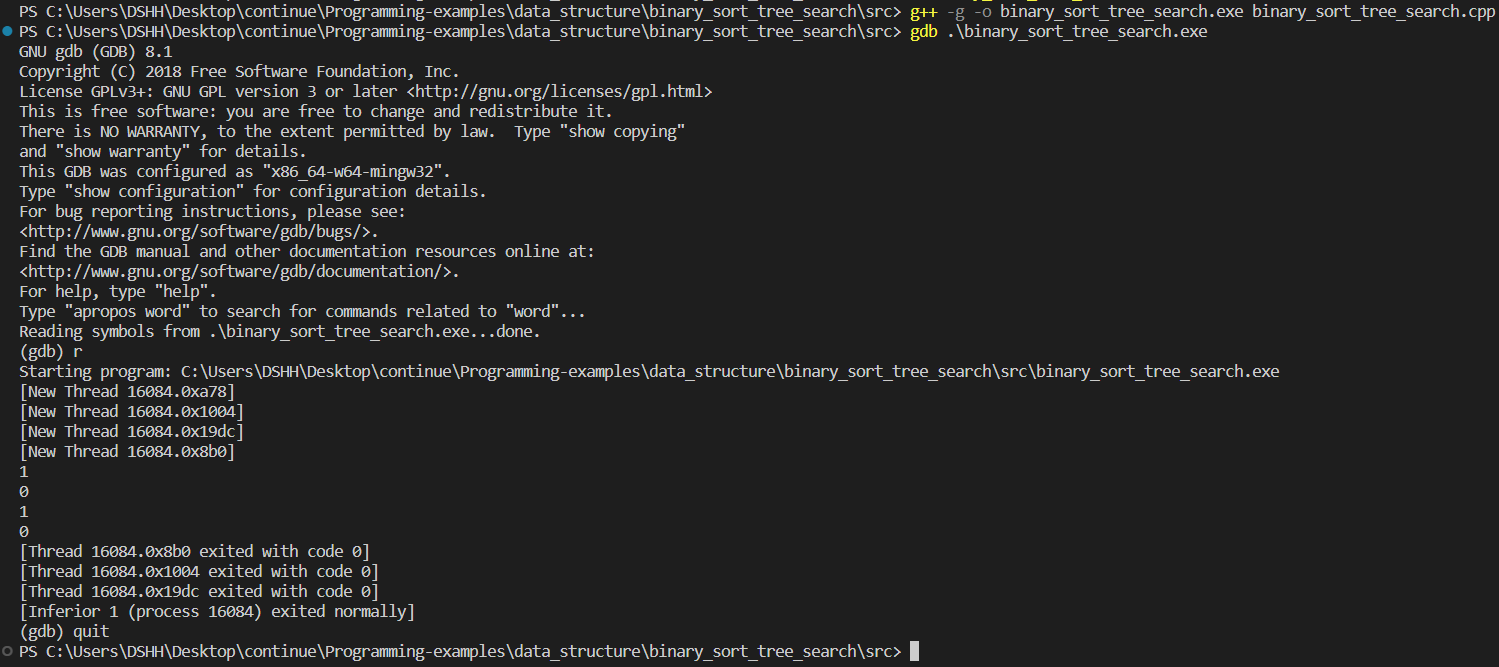 PS C:\Users\DSHH\Desktop\continue\Programming-examples\data_structure\binary_sort_tree_search\src> g++ -g -o binary_sort_tree_search.exe binary_sort_tree_search.cpp
PS C:\Users\DSHH\Desktop\continue\Programming-examples\data_structure\binary_sort_tree_search\src> gdb .\binary_sort_tree_search.exe
GNU gdb (GDB) 8.1
Copyright (C) 2018 Free Software Foundation, Inc.
License GPLv3+: GNU GPL version 3 or later <http://gnu.org/licenses/gpl.html>
This is free software: you are free to change and redistribute it.
There is NO WARRANTY, to the extent permitted by law.  Type "show copying"
and "show warranty" for details.
This GDB was configured as "x86_64-w64-mingw32".
Type "show configuration" for configuration details.
For bug reporting instructions, please see:
<http://www.gnu.org/software/gdb/bugs/>.
Find the GDB manual and other documentation resources online at:
<http://www.gnu.org/software/gdb/documentation/>.
For help, type "help".
Type "apropos word" to search for commands related to "word"...
Reading symbols from .\binary_sort_tree_search.exe...done.
(gdb) r
Starting program: C:\Users\DSHH\Desktop\continue\Programming-examples\data_structure\binary_sort_tree_search\src\binary_sort_tree_search.exe
[New Thread 16084.0xa78]
[New Thread 16084.0x1004]
[New Thread 16084.0x19dc]
[New Thread 16084.0x8b0]
1
0
1
0
[Thread 16084.0x8b0 exited with code 0]
[Thread 16084.0x1004 exited with code 0]
[Thread 16084.0x19dc exited with code 0]
[Inferior 1 (process 16084) exited normally]
(gdb) quit
PS C:\Users\DSHH\Desktop\continue\Programming-examples\data_structure\binary_sort_tree_search\src>